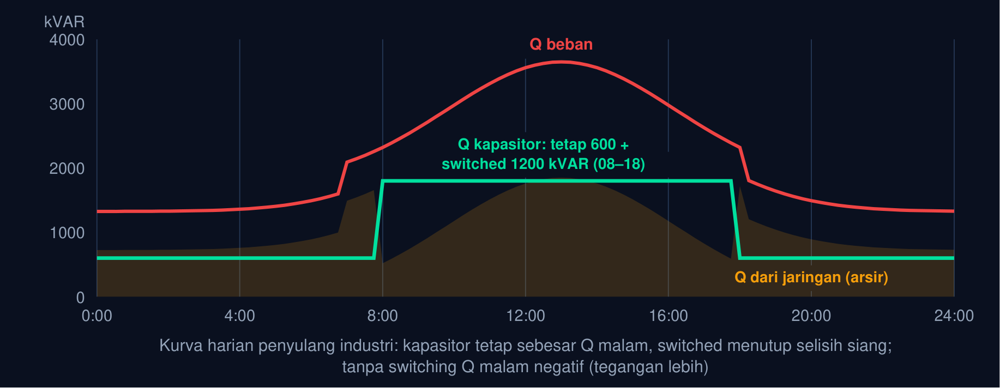 kVAR
4000
3000
2000
1000
0
Q beban
Q kapasitor: tetap 600 +
switched 1200 kVAR (08–18)
Q dari jaringan (arsir)
0:00 4:00 8:00 12:00 16:00 20:00 24:00
Kurva harian penyulang industri: kapasitor tetap sebesar Q malam, switched menutup selisih siang;
tanpa switching Q malam negatif (tegangan lebih)